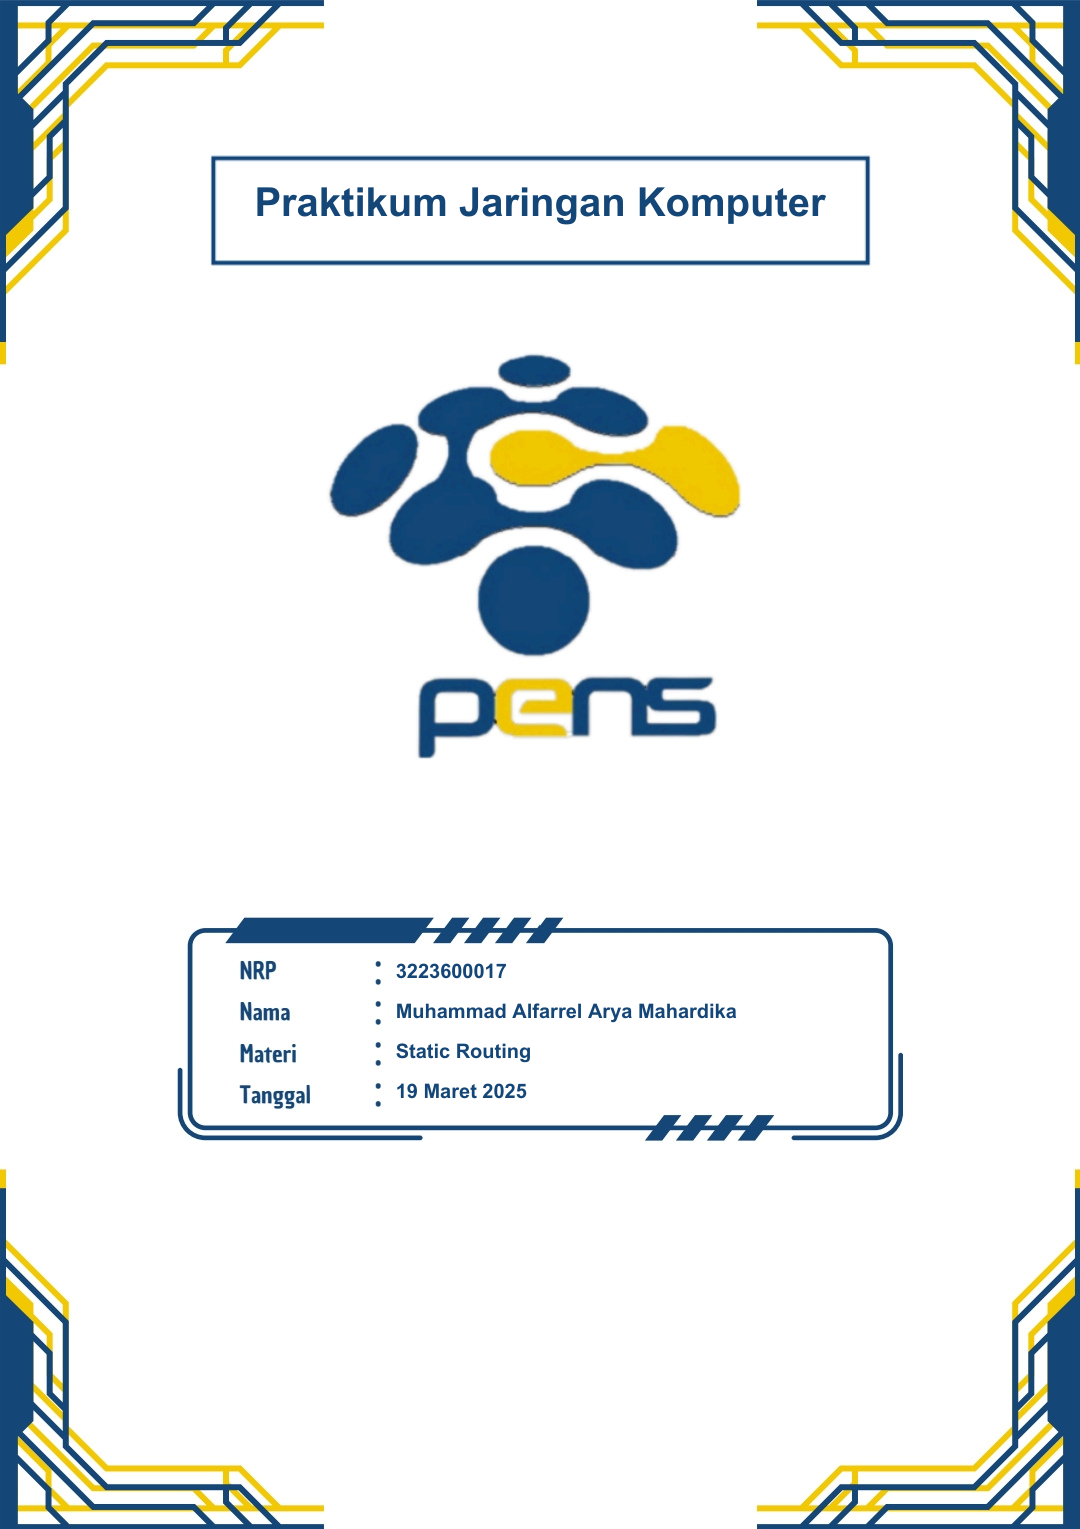 Praktikum Jaringan Komputer
pens
NRP : 3223600017
Nama : Muhammad Alfarrel Arya Mahardika
Materi : Static Routing
Tanggal : 19 Maret 2025